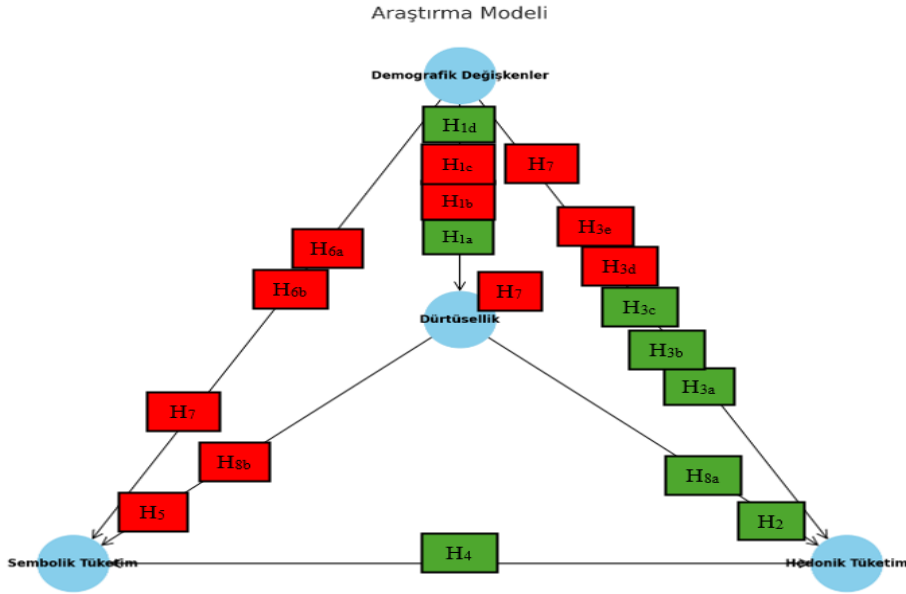 Araştırma Modeli
Demografik Değişkenler
H1d
H1c
H7
H1b
H3e
H1a
H6a
H3d
H6b
H7
H3c
Dürtüsellik
H3b
H3a
H7
H8b
H8a
H5
H2
H4
Sembolik Tüketim
Hedonik Tüketim